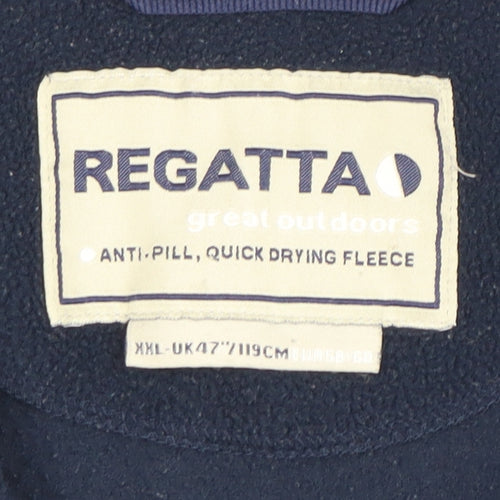 REGATTA
great outdoors
ANTI-PILL, QUICK DRYING FLEECE
XXL-UK47"/119CM